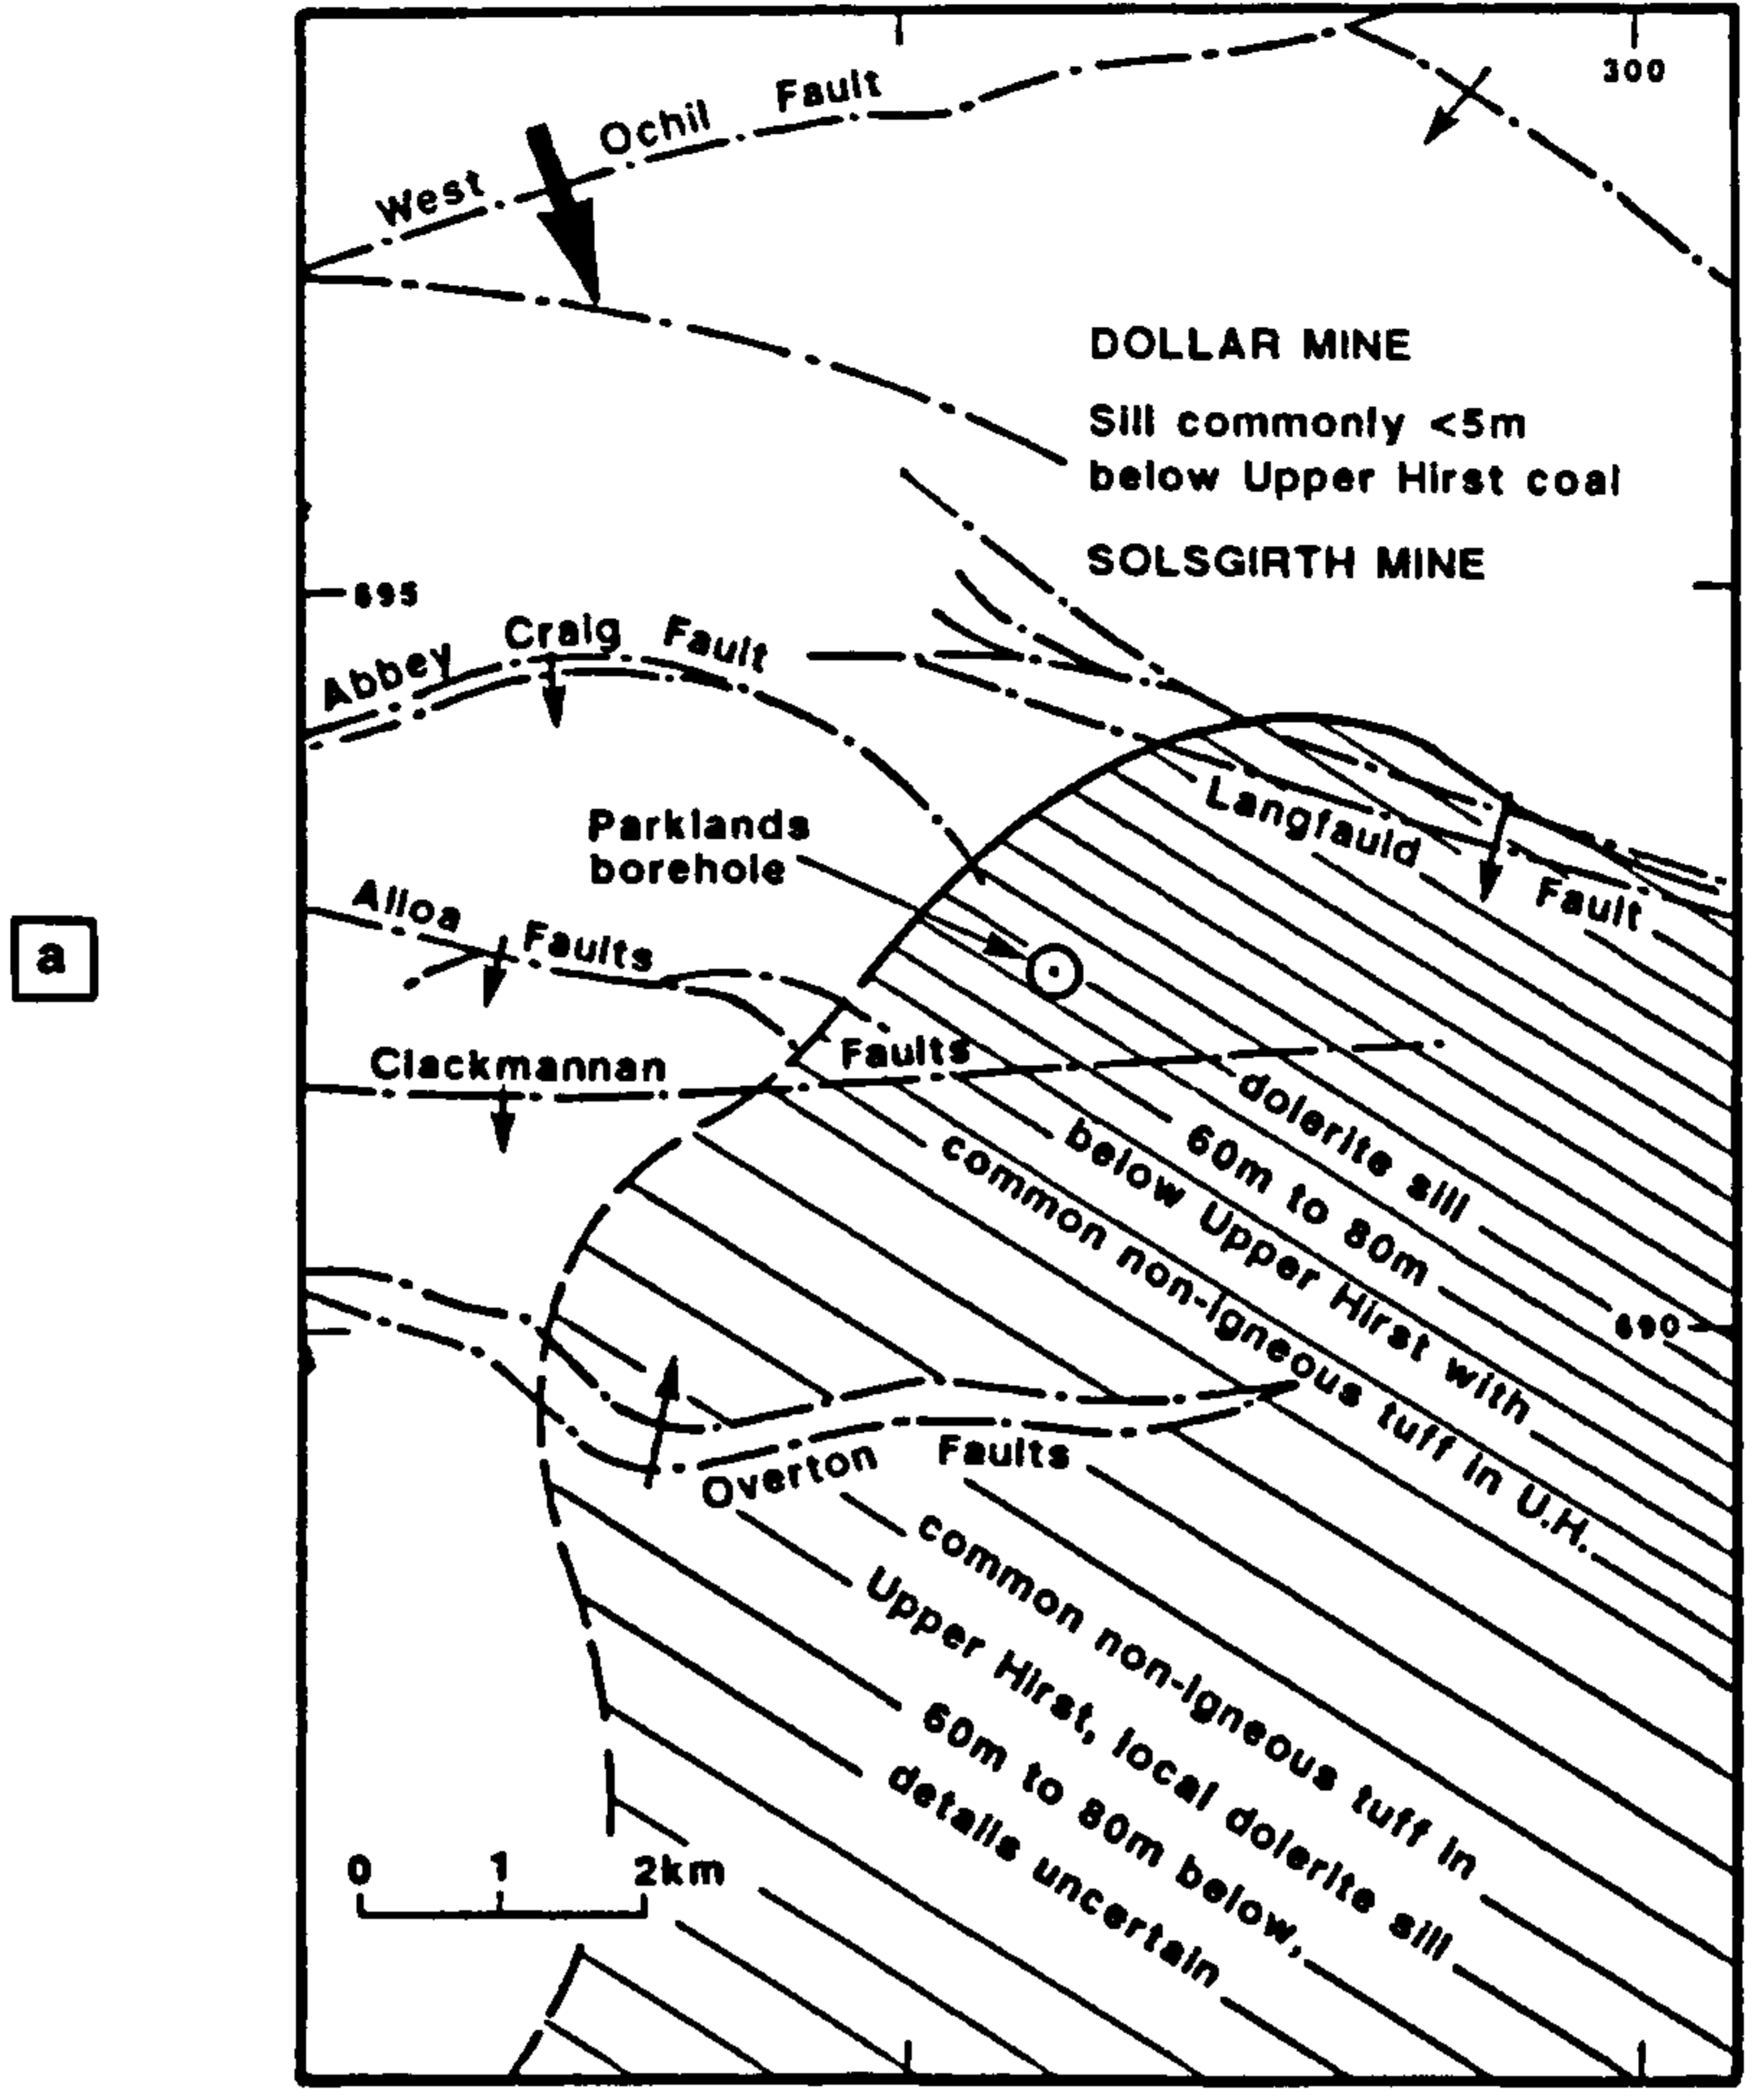 300
West Ochil Fault
DOLLAR MINE
Sill commonly <5m
below Upper Hirst coal
SOLSGIRTH MINE
695
Abbey Craig Fault
Langfauld Fault
Parklands
borehole
Alloa Faults
a
Clackmannan Faults
dolerite sill
60m to 80m
below Upper Hirst with
common non-igneous tuff in U.H.
690
Overton Faults
common non-igneous tuff in
Upper Hirst, local dolerite sill
60m to 80m below,
details uncertain
0 1 2km